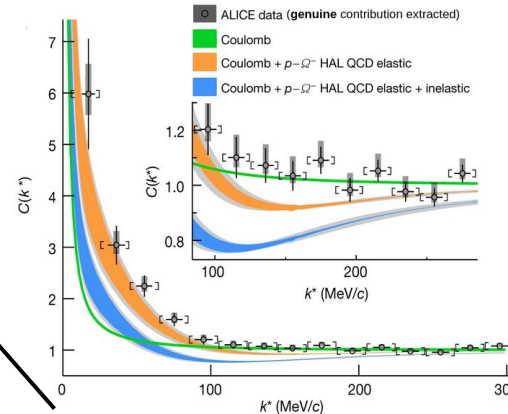 ALICE data (genuine contribution extracted)
Coulomb
Coulomb + p–Ω⁻ HAL QCD elastic
Coulomb + p–Ω⁻ HAL QCD elastic + inelastic
7
6
5
4
3
2
1
C(k*)
1.2
1.0
0.8
C(k*)
100 200
k* (MeV/c)
0 100 200 300
k* (MeV/c)